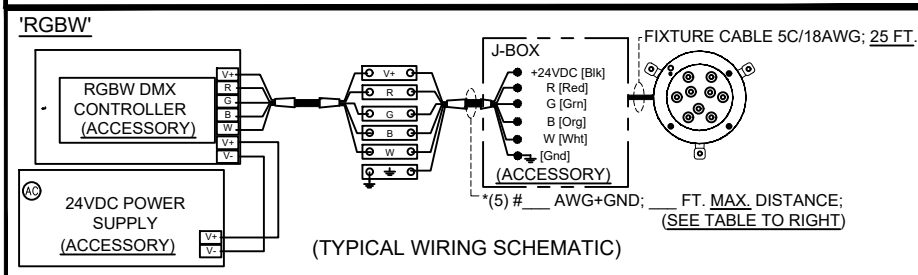 'RGBW'
RGBW DMX
CONTROLLER
(ACCESSORY)
V+
R
G
B
W
V+
V-
AC
24VDC POWER
SUPPLY
(ACCESSORY)
V+
V-
V+
R
G
B
W
J-BOX
+24VDC [Blk]
R [Red]
G [Grn]
B [Org]
W [Wht]
[Gnd]
(ACCESSORY)
FIXTURE CABLE 5C/18AWG; 25 FT.
*(5) #___ AWG+GND; ___ FT. MAX. DISTANCE;
(SEE TABLE TO RIGHT)
(TYPICAL WIRING SCHEMATIC)